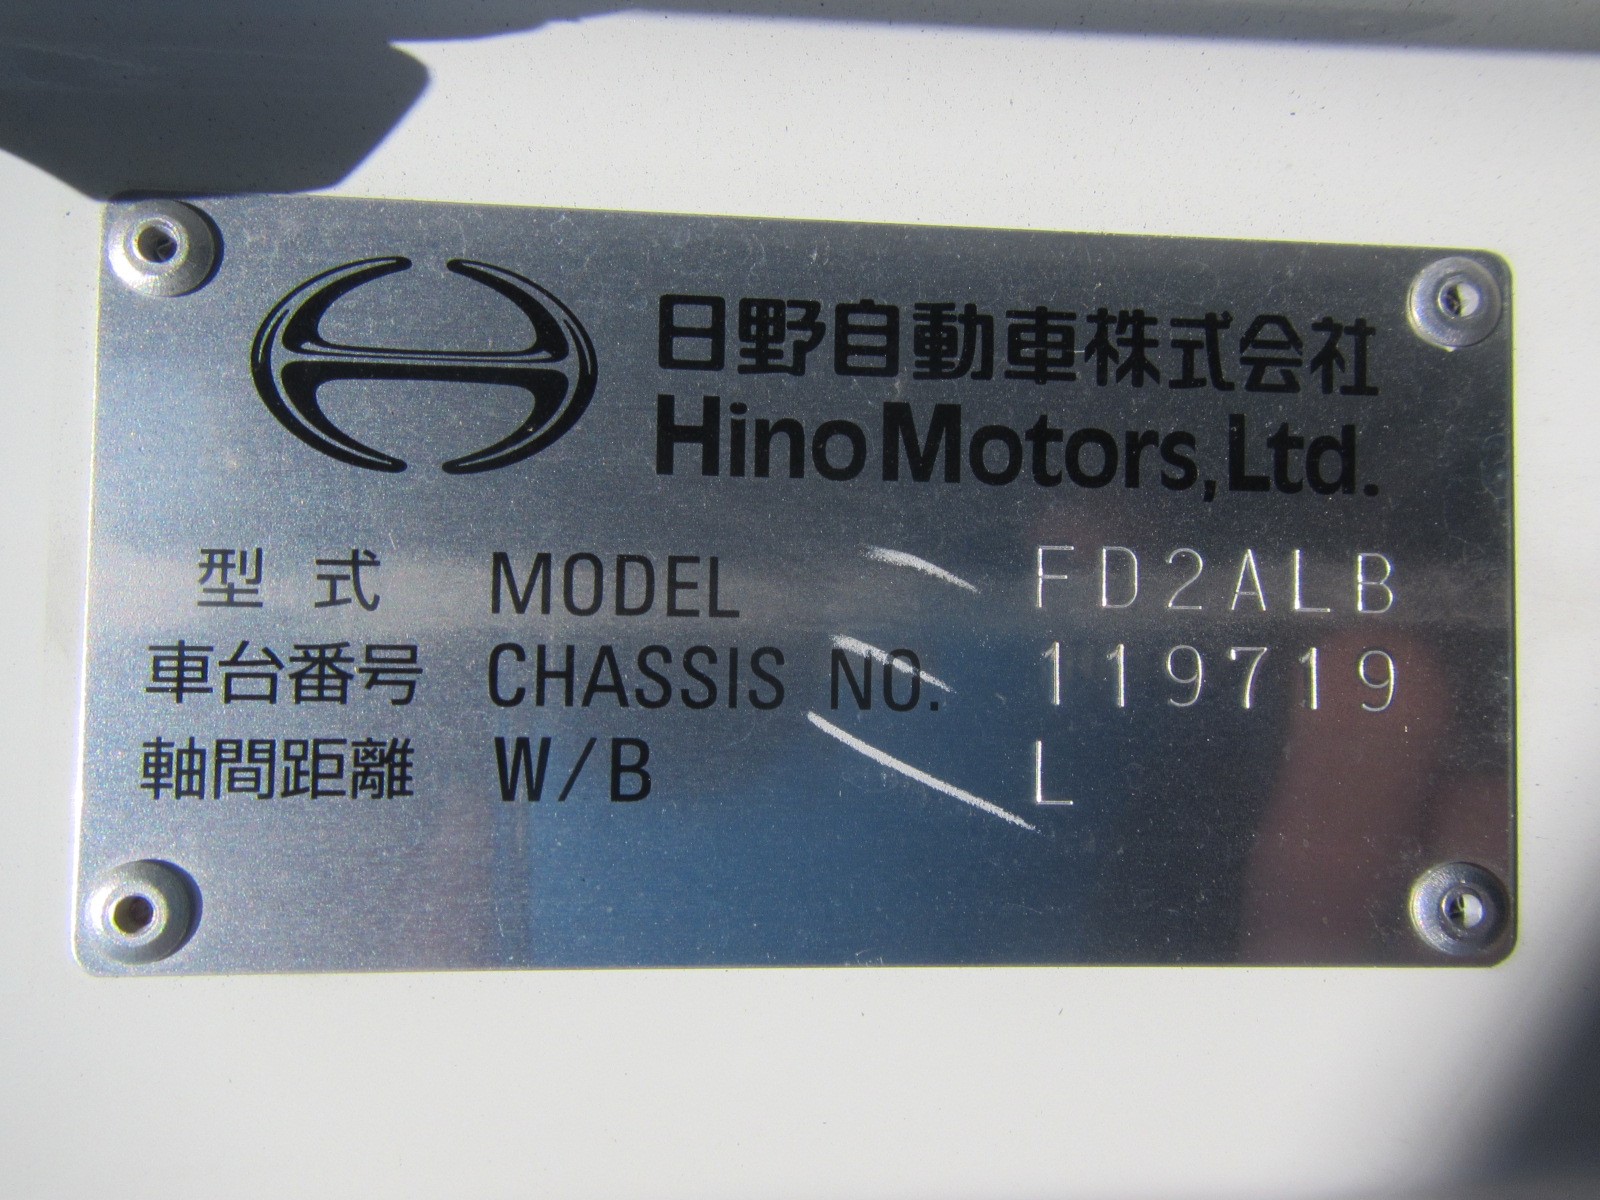 日野自動車株式会社
Hino Motors, Ltd.
型 式 MODEL FD2ALB
車台番号 CHASSIS NO. 119719
軸間距離 W/B L